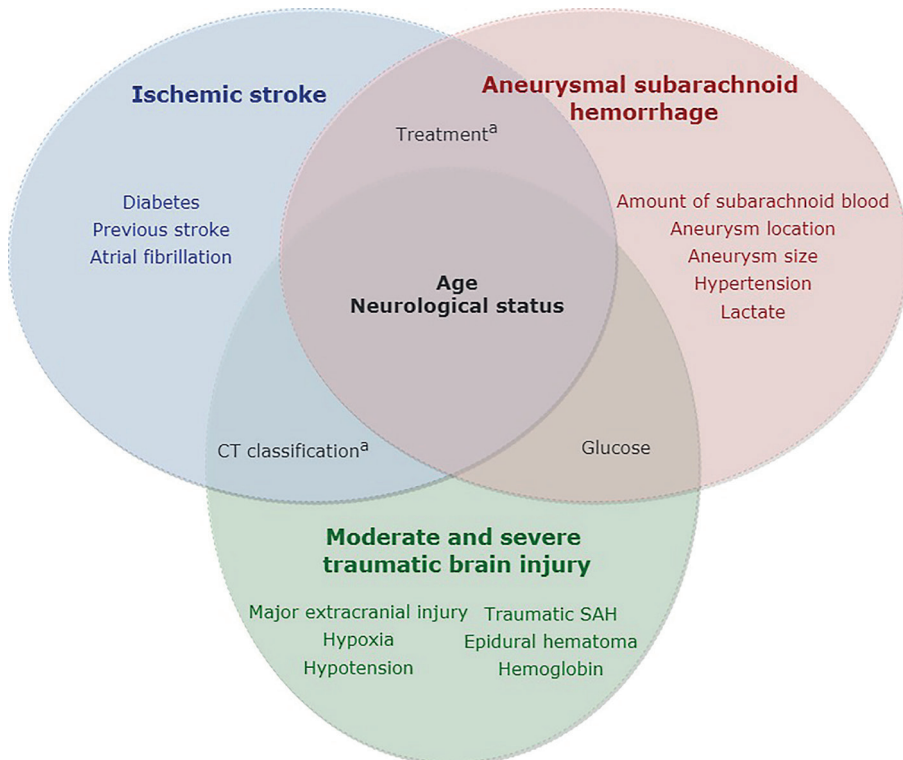 Ischemic stroke
Aneurysmal subarachnoid
hemorrhage
Treatmentᵃ
Diabetes
Previous stroke
Atrial fibrillation
Amount of subarachnoid blood
Aneurysm location
Aneurysm size
Hypertension
Lactate
Age
Neurological status
CT classificationᵃ
Glucose
Moderate and severe
traumatic brain injury
Major extracranial injury
Hypoxia
Hypotension
Traumatic SAH
Epidural hematoma
Hemoglobin